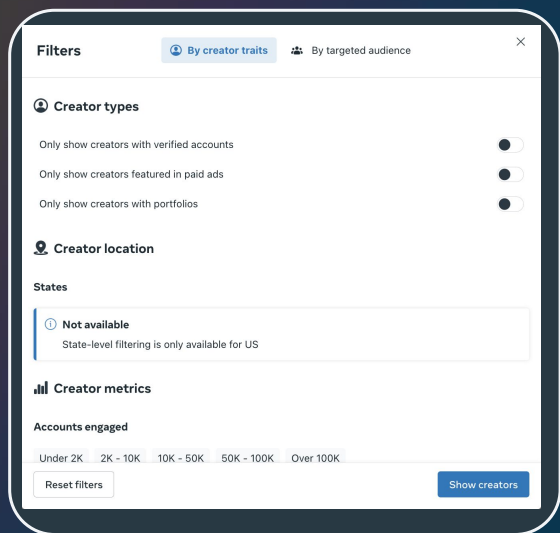 Filters
By creator traits
By targeted audience
Creator types
Only show creators with verified accounts
Only show creators featured in paid ads
Only show creators with portfolios
Creator location
States
Not available
State-level filtering is only available for US
Creator metrics
Accounts engaged
Under 2K 2K - 10K 10K - 50K 50K - 100K Over 100K
Reset filters
Show creators